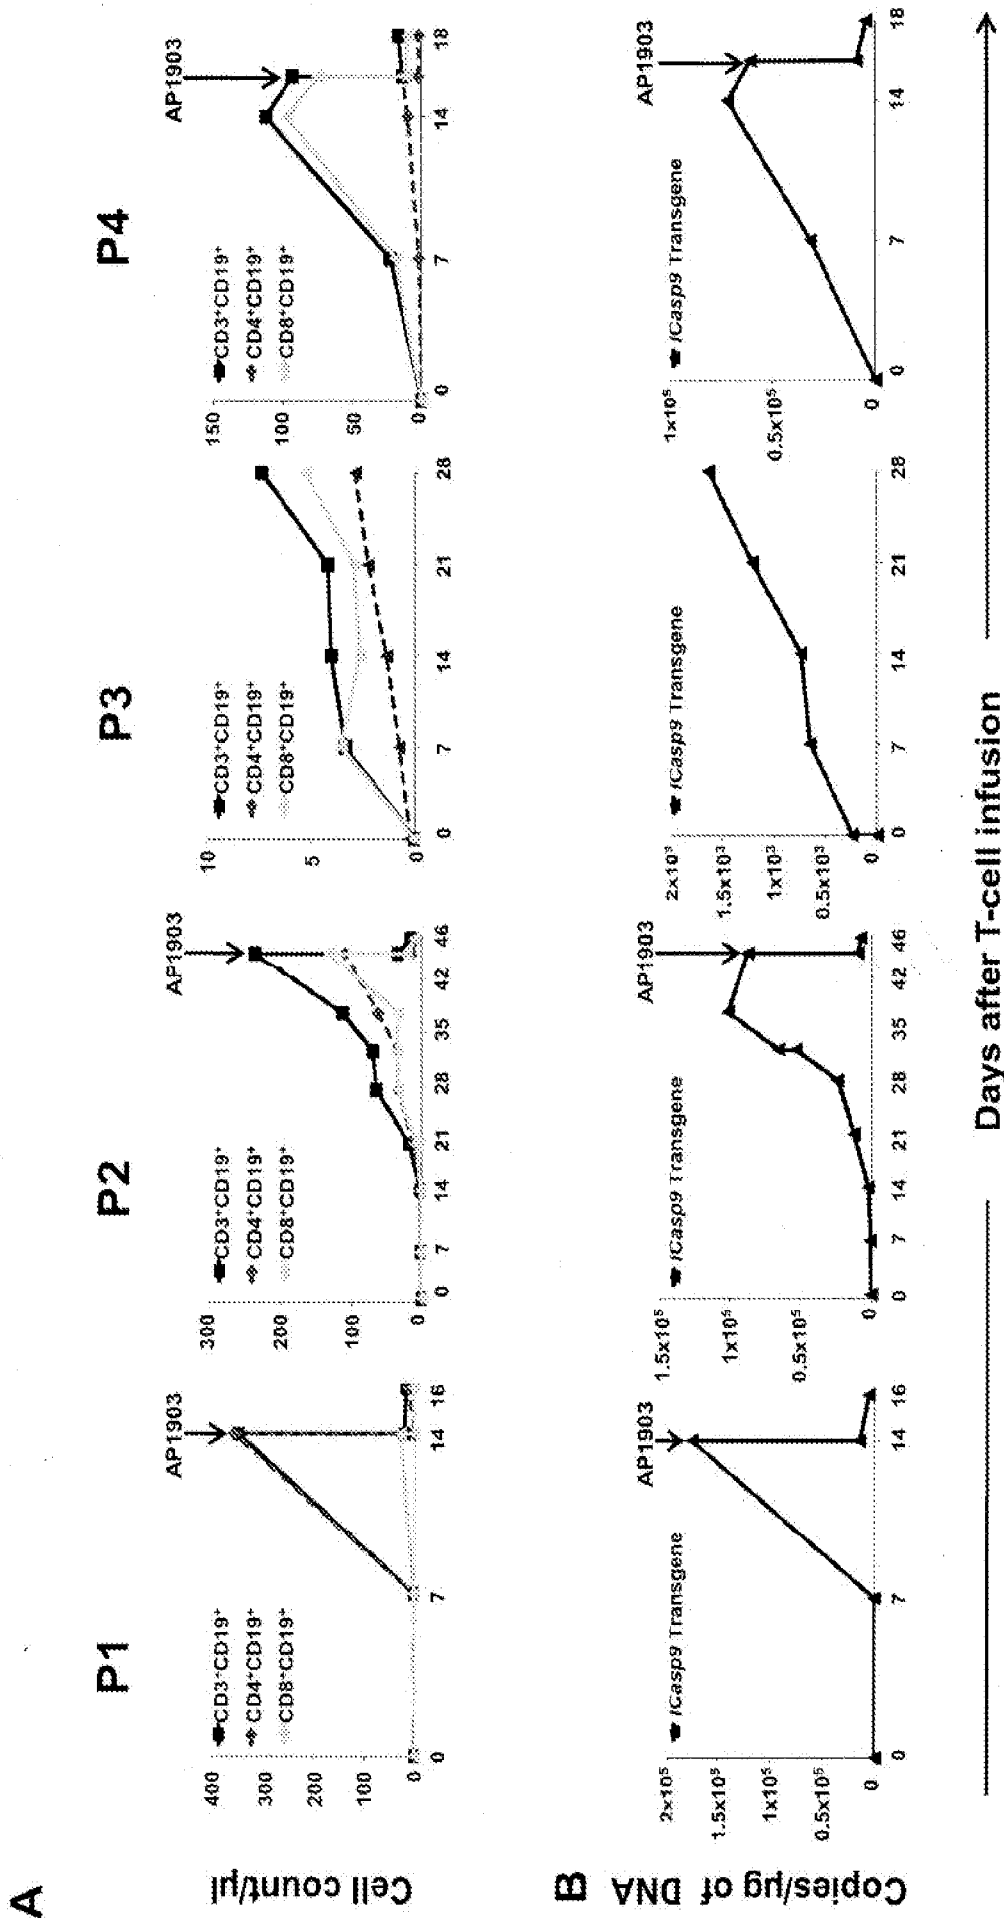 A
P1
P2
P3
P4
Cell count/µl
400
300
200
100
0
CD3⁺CD19⁺
CD4⁺CD19⁺
CD8⁺CD19⁺
AP1903
0
7
14
16
300
200
100
0
CD3⁺CD19⁺
CD4⁺CD19⁺
CD8⁺CD19⁺
AP1903
0
7
14
21
28
35
42
46
10
5
0
CD3⁺CD19⁺
CD4⁺CD19⁺
CD8⁺CD19⁺
0
7
14
21
28
150
100
50
0
CD3⁺CD19⁺
CD4⁺CD19⁺
CD8⁺CD19⁺
AP1903
0
7
14
18
B
Copies/µg of DNA
2x10⁵
1.5x10⁵
1x10⁵
0.5x10⁵
0
iCasp9 Transgene
AP1903
0
7
14
16
1.5x10⁵
1x10⁵
0.5x10⁵
0
iCasp9 Transgene
AP1903
0
7
14
21
28
35
42
46
2x10³
1.5x10³
1x10³
0.5x10³
0
iCasp9 Transgene
0
7
14
21
28
1x10⁵
0.5x10⁵
0
iCasp9 Transgene
AP1903
0
7
14
18
Days after T-cell infusion